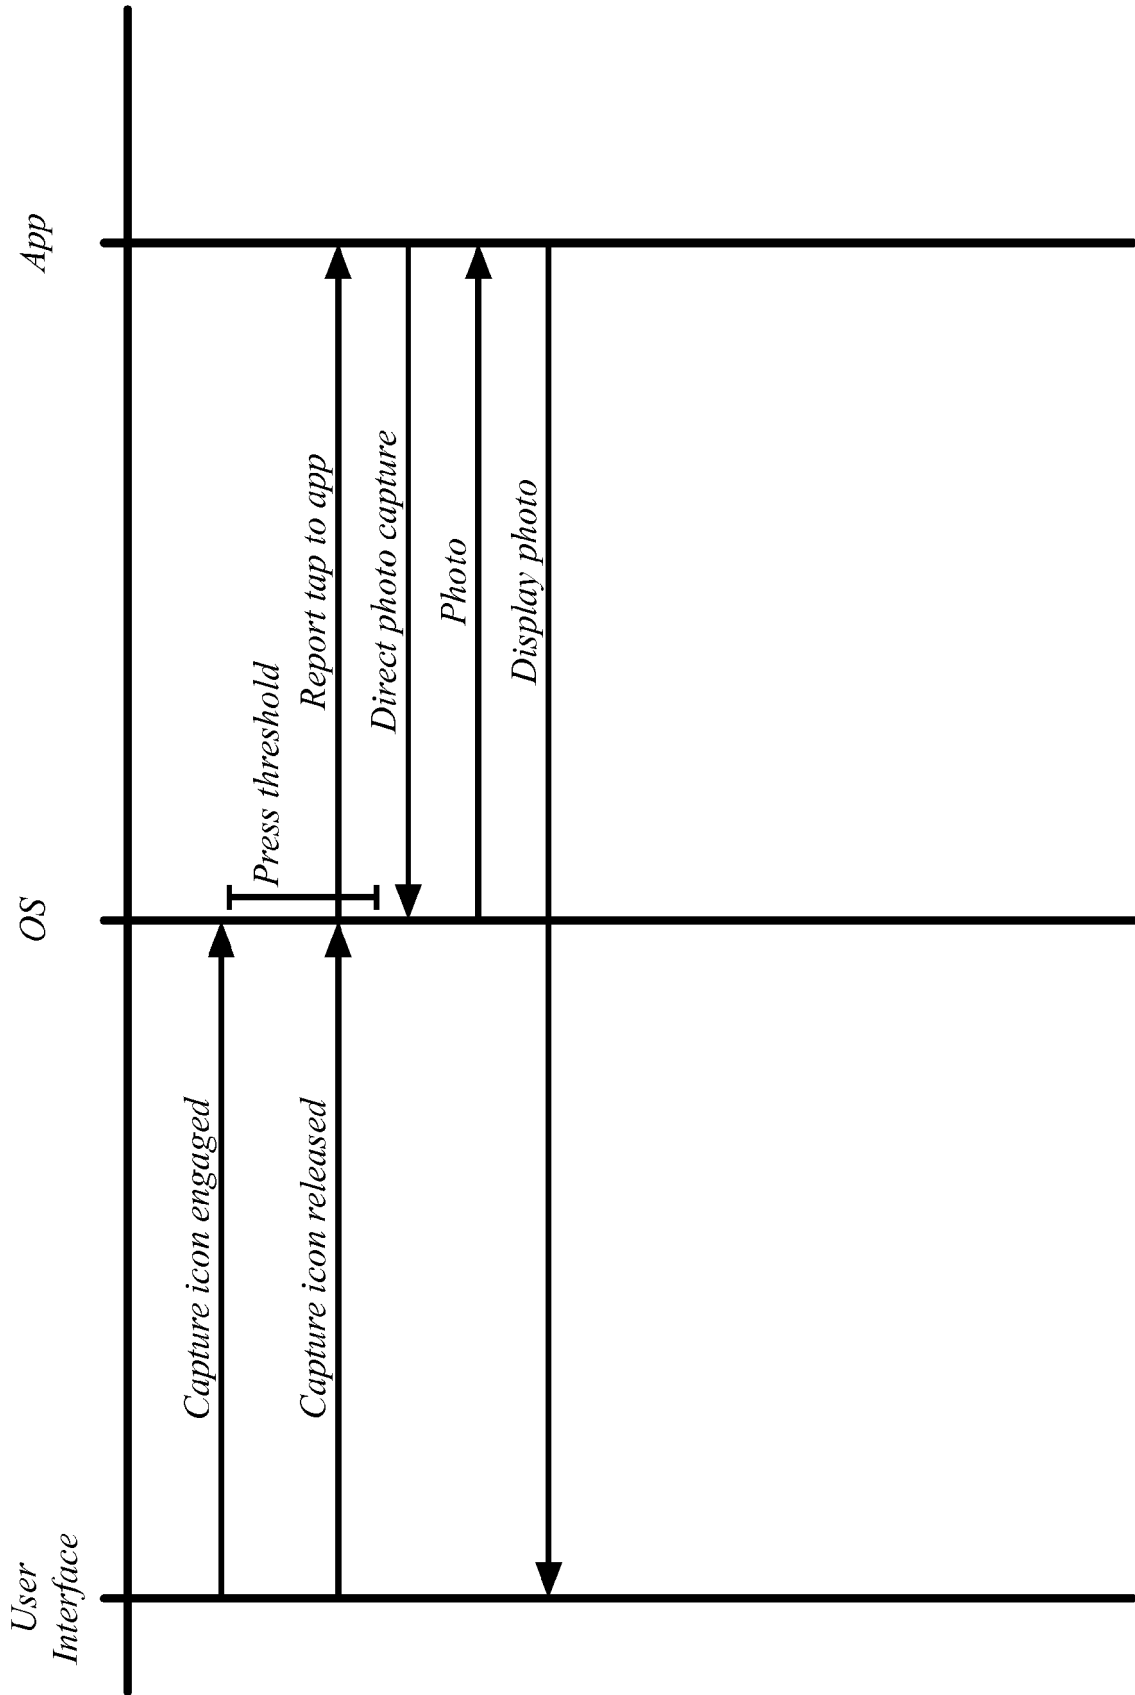 User
Interface
OS
App
Capture icon engaged
Press threshold
Capture icon released
Report tap to app
Direct photo capture
Photo
Display photo